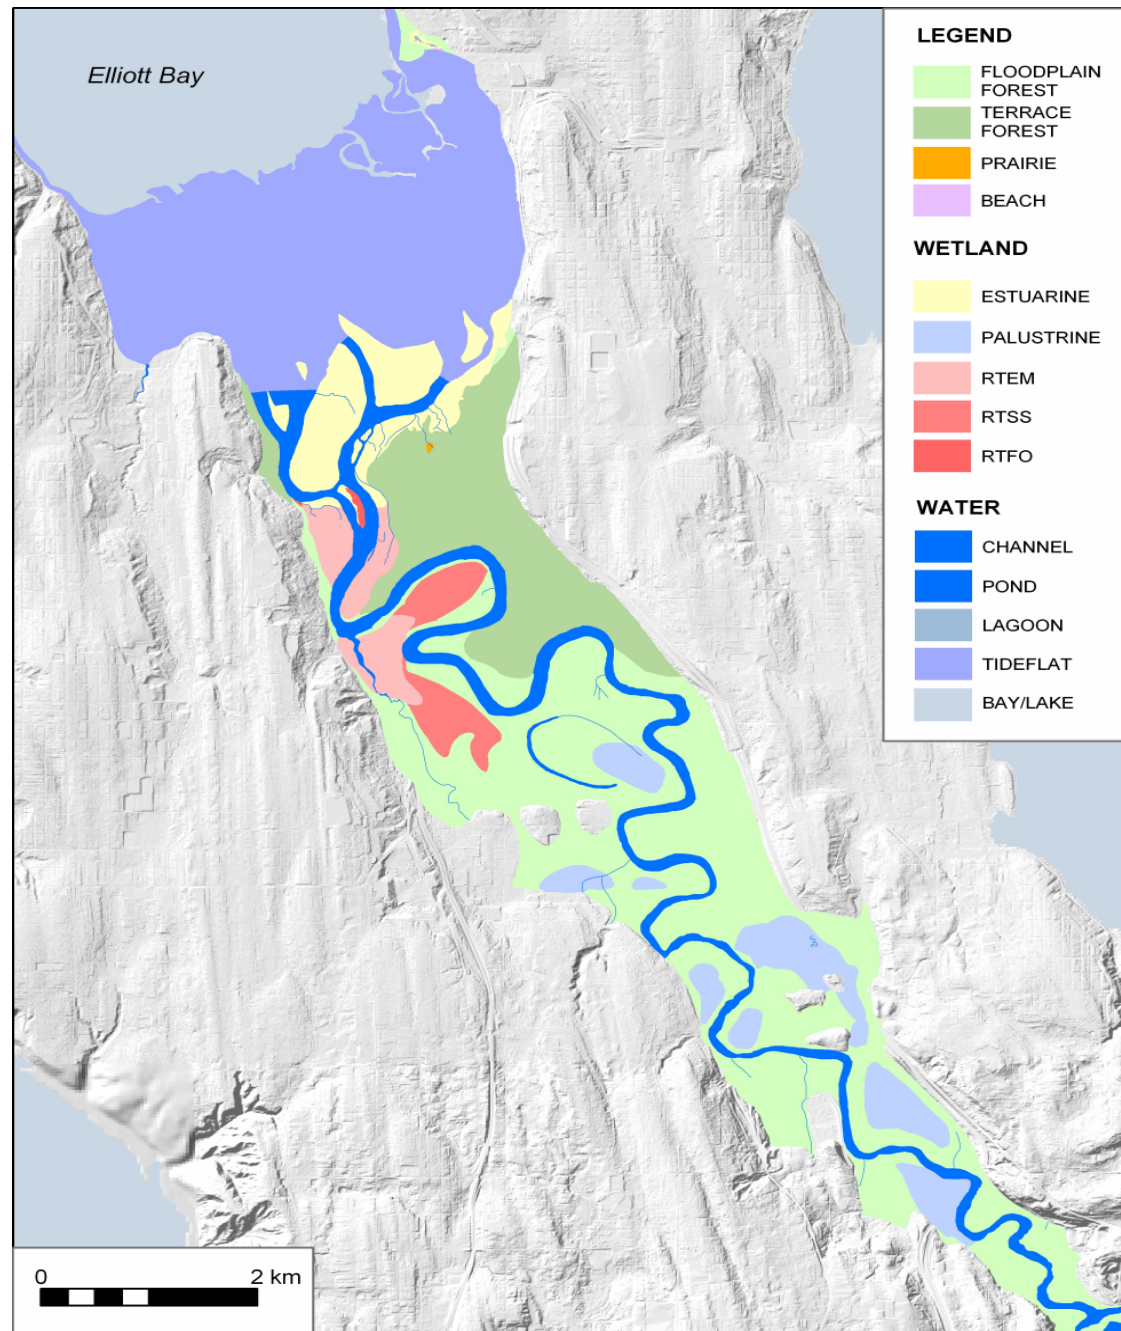 Elliott Bay
LEGEND
FLOODPLAIN
FOREST
TERRACE
FOREST
PRAIRIE
BEACH
WETLAND
ESTUARINE
PALUSTRINE
RTEM
RTSS
RTFO
WATER
CHANNEL
POND
LAGOON
TIDEFLAT
BAY/LAKE
0 2 km